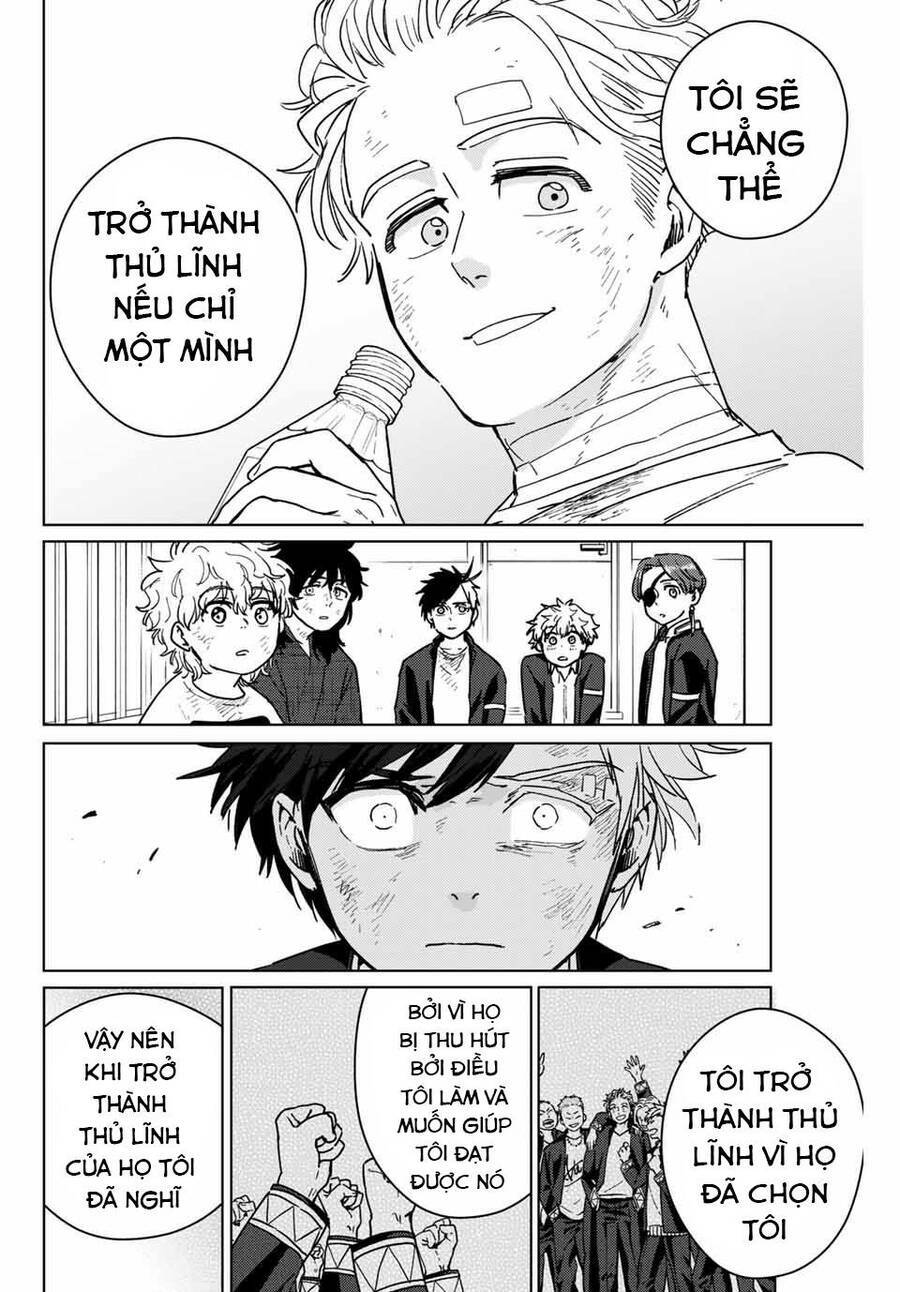 TÔI SẼ
CHẲNG
THỂ
TRỞ THÀNH
THỦ LĨNH
NẾU CHỈ
MỘT MÌNH
TÔI TRỞ
THÀNH THỦ
LĨNH VÌ HỌ
ĐÃ CHỌN
TÔI
BỞI VÌ HỌ
BỊ THU HÚT
BỞI ĐIỀU
TÔI LÀM VÀ
MUỐN GIÚP
TÔI ĐẠT
ĐƯỢC NÓ
VẬY NÊN
KHI TRỞ
THÀNH
THỦ LĨNH
CỦA HỌ TÔI
ĐÃ NGHĨ